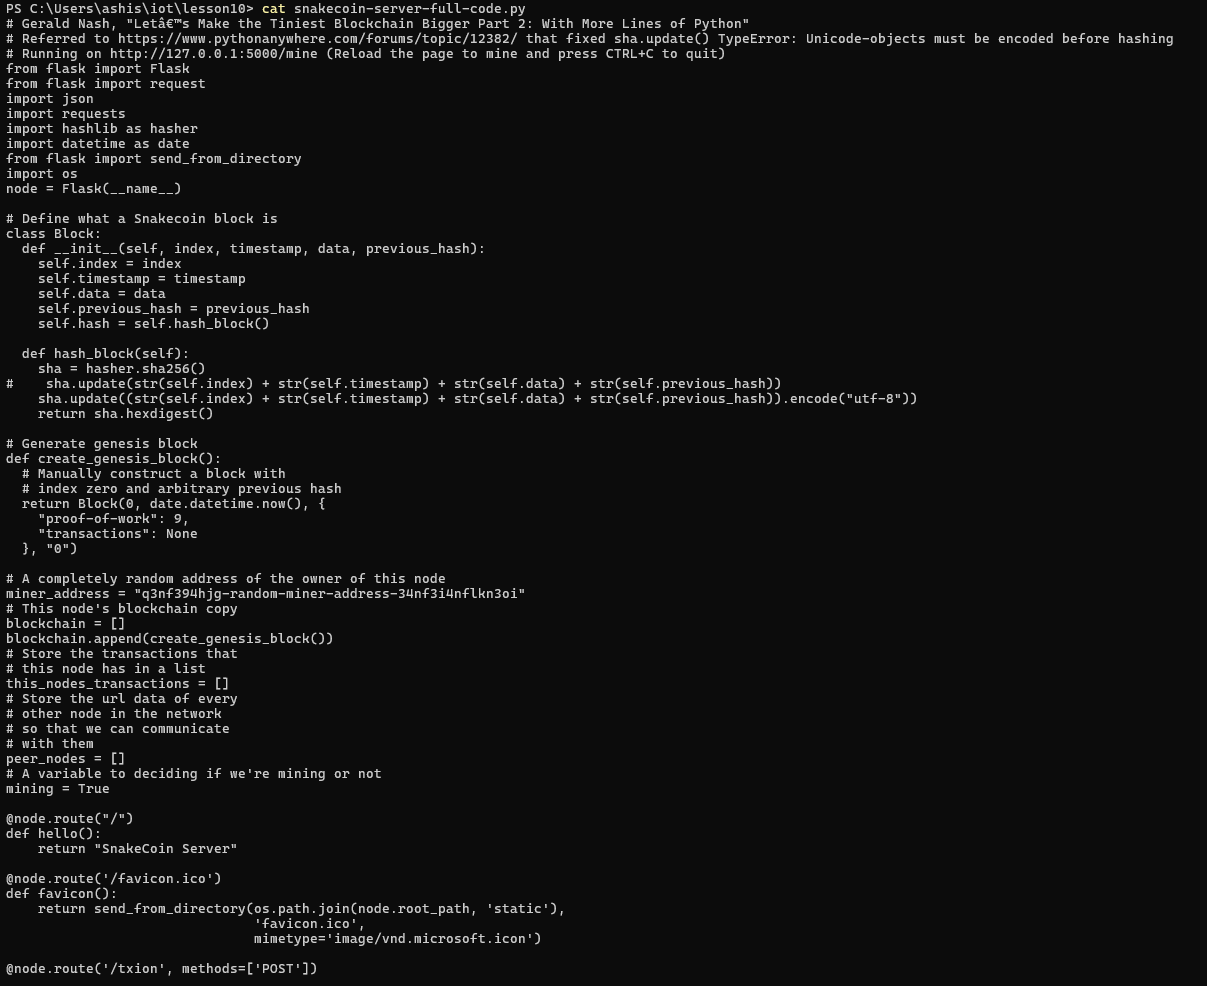 PS C:\Users\ashis\iot\lesson10> cat snakecoin-server-full-code.py
# Gerald Nash, "Letâ€™s Make the Tiniest Blockchain Bigger Part 2: With More Lines of Python"
# Referred to https://www.pythonanywhere.com/forums/topic/12382/ that fixed sha.update() TypeError: Unicode-objects must be encoded before hashing
# Running on http://127.0.0.1:5000/mine (Reload the page to mine and press CTRL+C to quit)
from flask import Flask
from flask import request
import json
import requests
import hashlib as hasher
import datetime as date
from flask import send_from_directory
import os
node = Flask(__name__)

# Define what a Snakecoin block is
class Block:
  def __init__(self, index, timestamp, data, previous_hash):
    self.index = index
    self.timestamp = timestamp
    self.data = data
    self.previous_hash = previous_hash
    self.hash = self.hash_block()

  def hash_block(self):
    sha = hasher.sha256()
#    sha.update(str(self.index) + str(self.timestamp) + str(self.data) + str(self.previous_hash))
    sha.update((str(self.index) + str(self.timestamp) + str(self.data) + str(self.previous_hash)).encode("utf-8"))
    return sha.hexdigest()

# Generate genesis block
def create_genesis_block():
  # Manually construct a block with
  # index zero and arbitrary previous hash
  return Block(0, date.datetime.now(), {
    "proof-of-work": 9,
    "transactions": None
  }, "0")

# A completely random address of the owner of this node
miner_address = "q3nf394hjg-random-miner-address-34nf3i4nflkn3oi"
# This node's blockchain copy
blockchain = []
blockchain.append(create_genesis_block())
# Store the transactions that
# this node has in a list
this_nodes_transactions = []
# Store the url data of every
# other node in the network
# so that we can communicate
# with them
peer_nodes = []
# A variable to deciding if we're mining or not
mining = True

@node.route("/")
def hello():
    return "SnakeCoin Server"

@node.route('/favicon.ico')
def favicon():
    return send_from_directory(os.path.join(node.root_path, 'static'),
                               'favicon.ico',
                               mimetype='image/vnd.microsoft.icon')

@node.route('/txion', methods=['POST'])